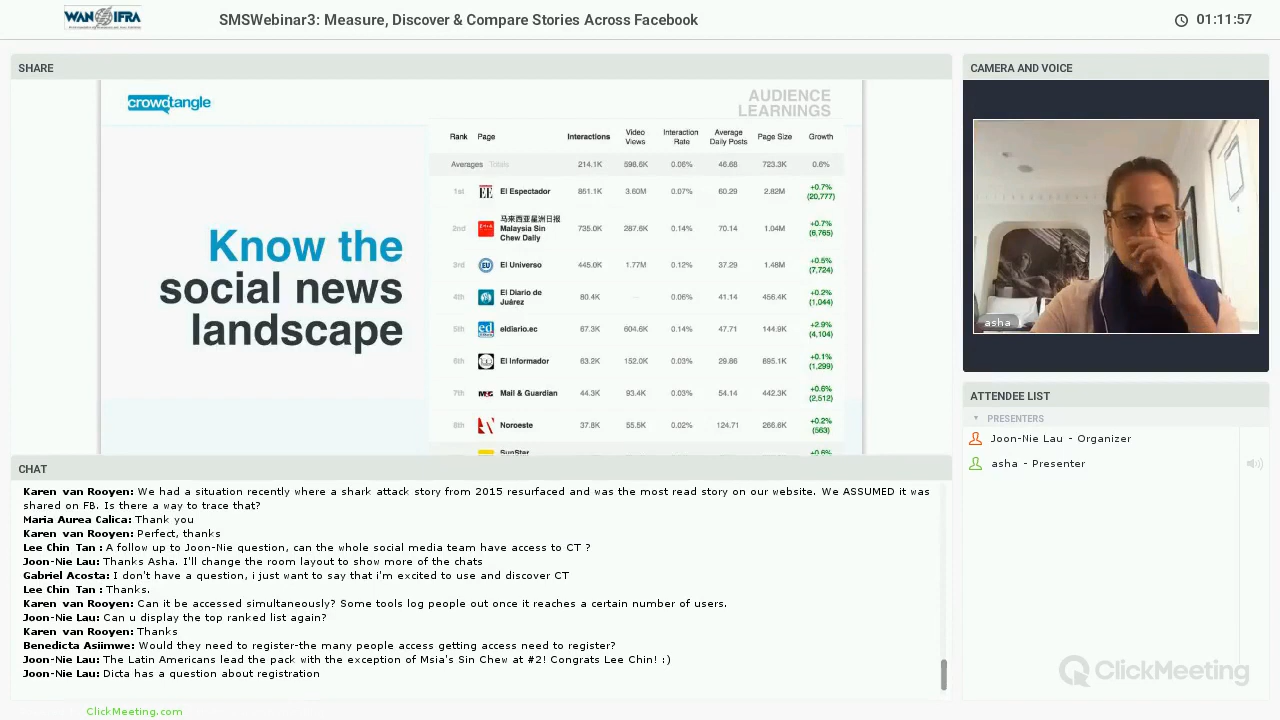 WAN IFRA
SMSWebinar3: Measure, Discover & Compare Stories Across Facebook
01:11:57
SHARE
crowdtangle
AUDIENCE
LEARNINGS
Know the
social news
landscape
Rank Page Interactions Video Views Interaction Rate Average Daily Posts Page Size Growth
Averages Totals 214.1K 598.6K 0.06% 46.68 723.3K 0.6%
1st El Espectador 851.1K 3.60M 0.07% 60.29 2.82M +0.7% (20,777)
2nd 马来西亚星洲日报 Malaysia Sin Chew Daily 735.0K 287.6K 0.14% 70.14 1.04M +0.7% (6,765)
3rd El Universo 445.0K 1.77M 0.12% 37.29 1.48M +0.5% (7,724)
4th El Diario de Juárez 80.4K — 0.06% 41.14 456.4K +0.2% (1,044)
5th eldiario.ec 67.3K 604.6K 0.14% 47.71 144.9K +2.9% (4,104)
6th El Informador 63.2K 152.0K 0.03% 29.86 895.1K +0.1% (1,299)
7th Mail & Guardian 44.3K 93.4K 0.03% 54.14 442.3K +0.6% (2,512)
8th Noroeste 37.8K 55.5K 0.02% 124.71 266.6K +0.2% (563)
SunStar +0.6%
CAMERA AND VOICE
asha
ATTENDEE LIST
PRESENTERS
Joon-Nie Lau - Organizer
asha - Presenter
CHAT
Karen van Rooyen: We had a situation recently where a shark attack story from 2015 resurfaced and was the most read story on our website. We ASSUMED it was
shared on FB. Is there a way to trace that?
Maria Aurea Calica: Thank you
Karen van Rooyen: Perfect, thanks
Lee Chin Tan : A follow up to Joon-Nie question, can the whole social media team have access to CT ?
Joon-Nie Lau: Thanks Asha. I'll change the room layout to show more of the chats
Gabriel Acosta: I don't have a question, i just want to say that i'm excited to use and discover CT
Lee Chin Tan : Thanks.
Karen van Rooyen: Can it be accessed simultaneously? Some tools log people out once it reaches a certain number of users.
Joon-Nie Lau: Can u display the top ranked list again?
Karen van Rooyen: Thanks
Benedicta Asiimwe: Would they need to register-the many people access getting access need to register?
Joon-Nie Lau: The Latin Americans lead the pack with the exception of Msia's Sin Chew at #2! Congrats Lee Chin! :)
Joon-Nie Lau: Dicta has a question about registration
ClickMeeting
ClickMeeting.com